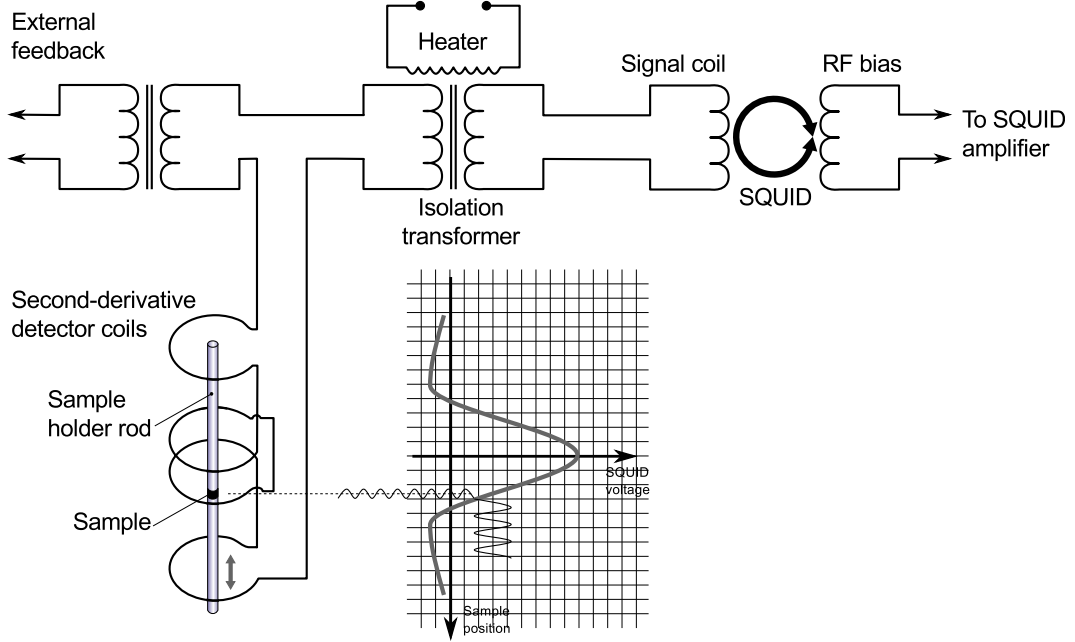 External
feedback
Heater
Signal coil
RF bias
To SQUID
amplifier
SQUID
Isolation
transformer
Second-derivative
detector coils
Sample
holder rod
Sample
SQUID
voltage
Sample
position